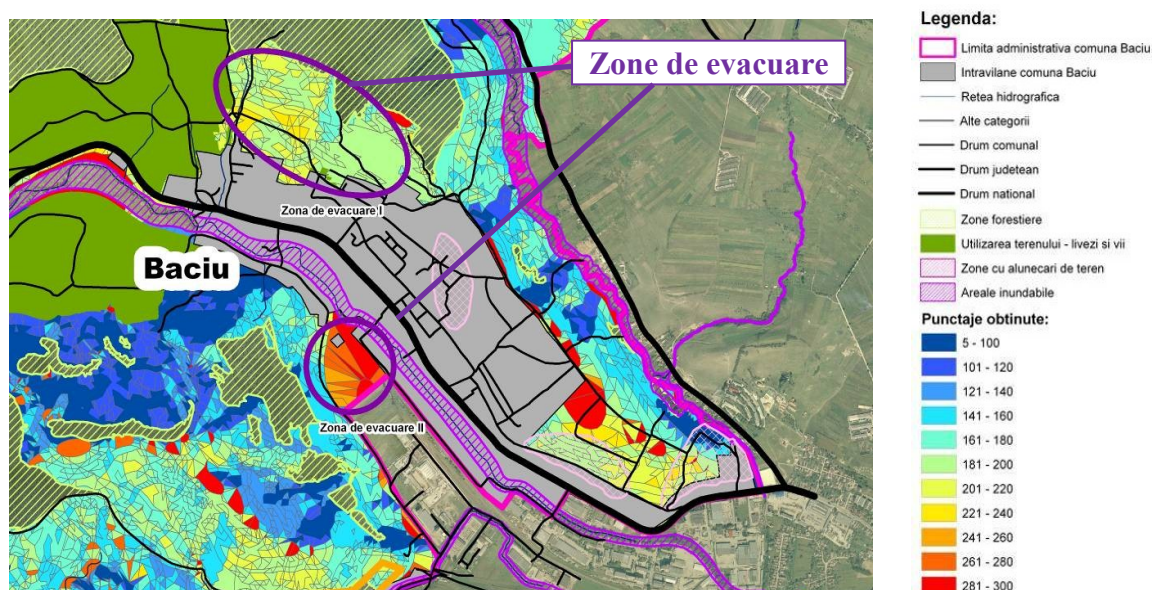 Zone de evacuare
Zona de evacuare I
Baciu
Zona de evacuare II
Legenda:
Limita administrativa comuna Baciu
Intravilane comuna Baciu
Retea hidrografica
Alte categorii
Drum comunal
Drum judetean
Drum national
Zone forestiere
Utilizarea terenului - livezi si vii
Zone cu alunecari de teren
Areale inundabile
Punctaje obtinute:
5 - 100
101 - 120
121 - 140
141 - 160
161 - 180
181 - 200
201 - 220
221 - 240
241 - 260
261 - 280
281 - 300